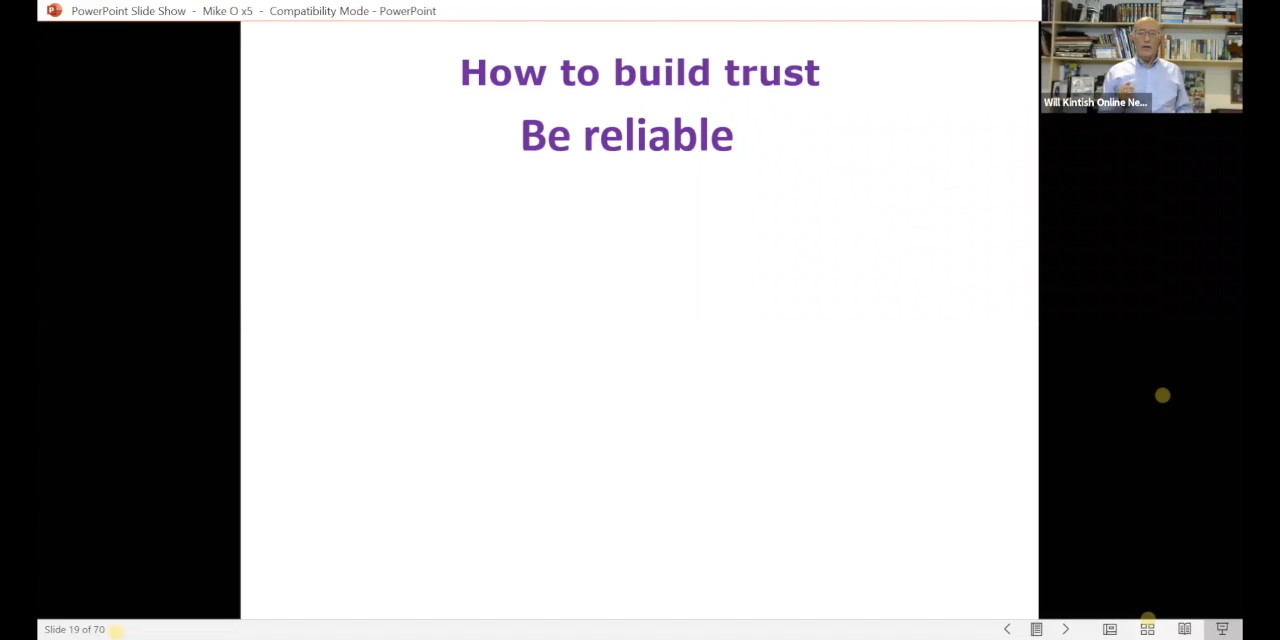 PowerPoint Slide Show - Mike O x5 - Compatibility Mode - PowerPoint
How to build trust
Be reliable
Will Kintish Online Ne...
Slide 19 of 70